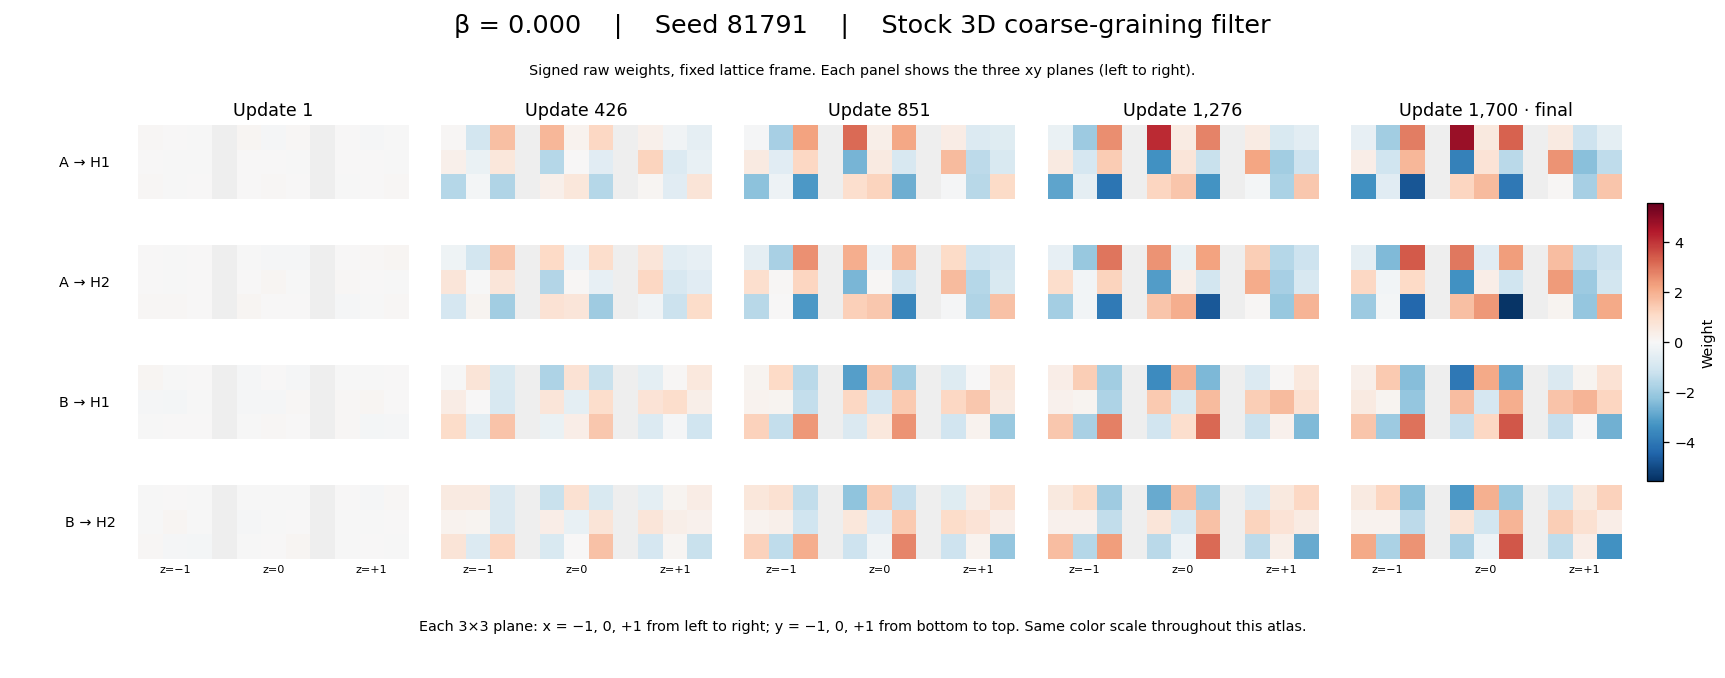 β = 0.000 | Seed 81791 | Stock 3D coarse-graining filter
Signed raw weights, fixed lattice frame. Each panel shows the three xy planes (left to right).
Update 1 Update 426 Update 851 Update 1,276 Update 1,700 · final
A → H1
A → H2
B → H1
B → H2
z=−1 z=0 z=+1 z=−1 z=0 z=+1 z=−1 z=0 z=+1 z=−1 z=0 z=+1 z=−1 z=0 z=+1
4
2
0
−2
−4
Weight
Each 3×3 plane: x = −1, 0, +1 from left to right; y = −1, 0, +1 from bottom to top. Same color scale throughout this atlas.